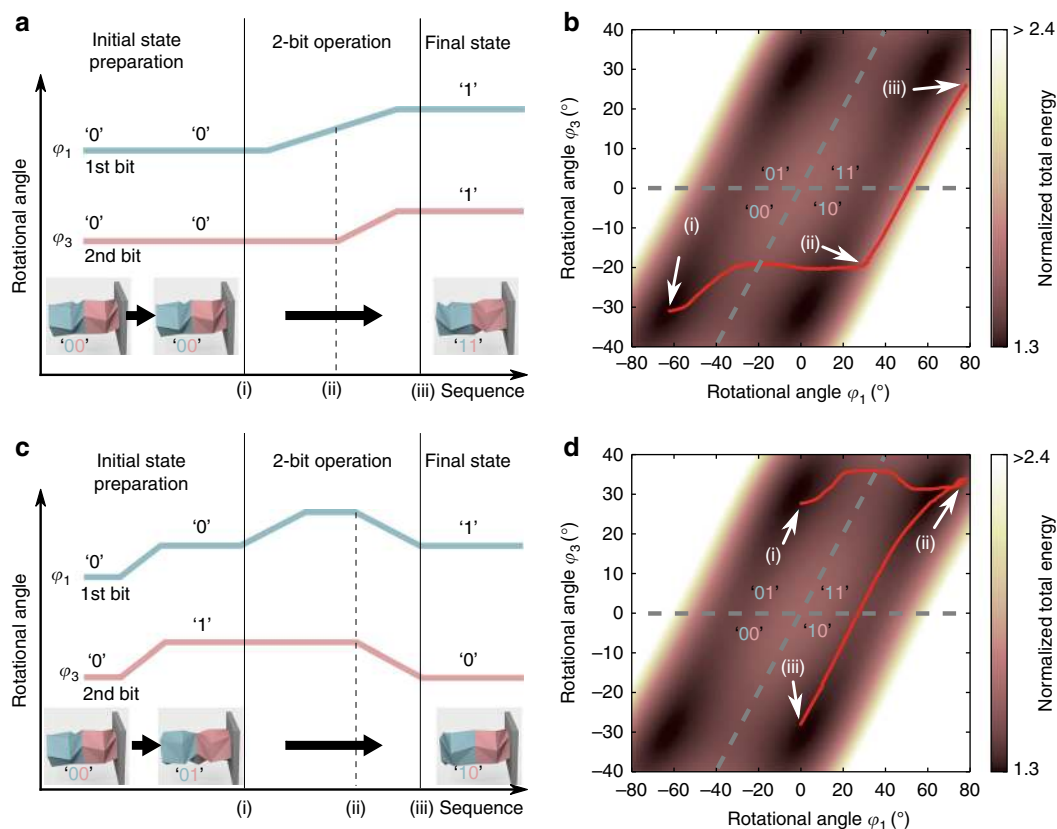 a
Initial state
preparation
2-bit operation
Final state
Rotational angle
φ1
'0'
'0'
'1'
1st bit
φ3
'0'
'0'
'1'
2nd bit
'00'
'00'
'11'
(i)
(ii)
(iii) Sequence
b
40
30
20
10
0
−10
−20
−30
−40
Rotational angle φ3 (°)
(iii)
'01'
'11'
'00'
'10'
(i)
(ii)
−80
−60
−40
−20
0
20
40
60
80
Rotational angle φ1 (°)
> 2.4
Normalized total energy
1.3
c
Initial state
preparation
2-bit operation
Final state
Rotational angle
φ1
'0'
'0'
'1'
1st bit
φ3
'0'
'1'
'0'
2nd bit
'00'
'01'
'10'
(i)
(ii)
(iii) Sequence
d
40
30
20
10
0
−10
−20
−30
−40
Rotational angle φ3 (°)
(i)
(ii)
'01'
'11'
'00'
'10'
(iii)
−80
−60
−40
−20
0
20
40
60
80
Rotational angle φ1 (°)
>2.4
Normalized total energy
1.3